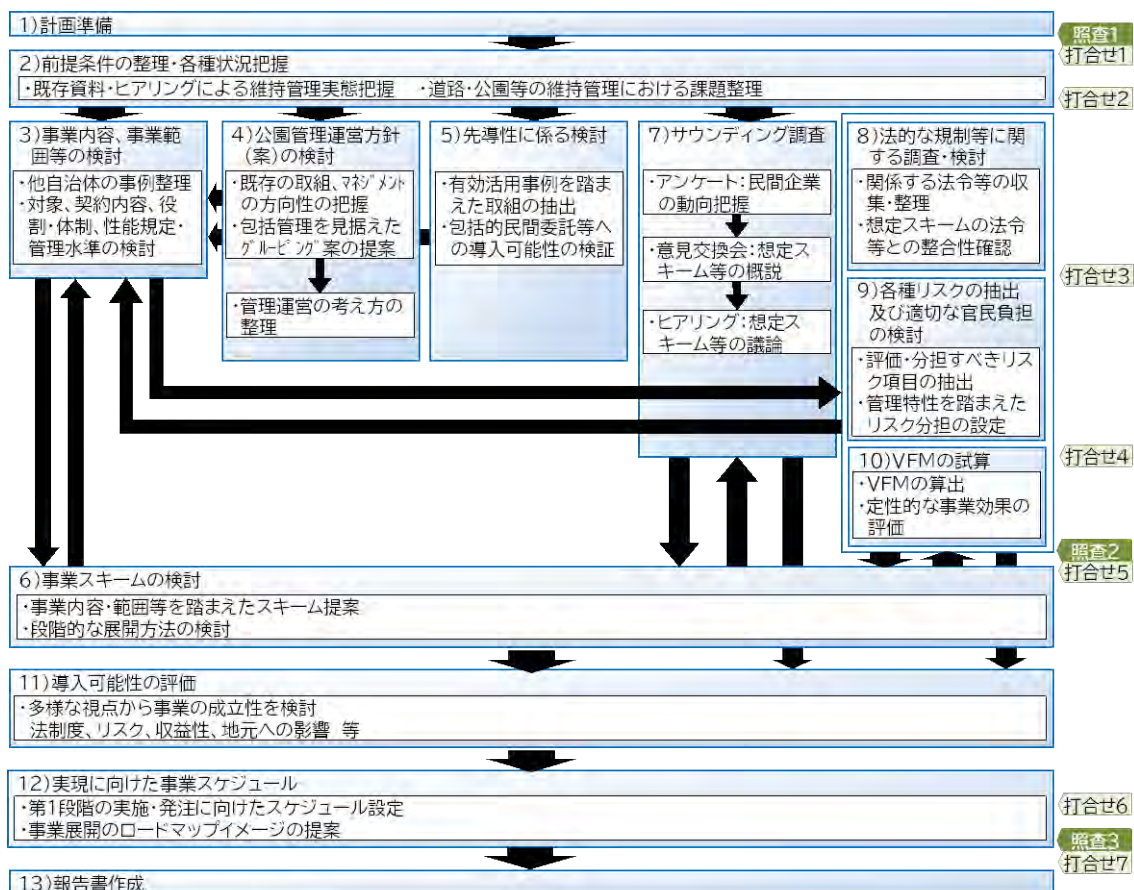 1)計画準備
照査1
打合せ1
2)前提条件の整理・各種状況把握
・既存資料・ヒアリングによる維持管理実態把握　・道路・公園等の維持管理における課題整理
打合せ2
3)事業内容、事業範
囲等の検討
・他自治体の事例整理
・対象、契約内容、役
割・体制、性能規定・
管理水準の検討
4)公園管理運営方針
(案)の検討
・既存の取組、マネジメント
の方向性の把握
・包括管理を見据えた
グルーピング案の提案
・管理運営の考え方の
整理
5)先導性に係る検討
・有効活用事例を踏ま
えた取組の抽出
・包括的民間委託等へ
の導入可能性の検証
7)サウンディング調査
・アンケート:民間企業
の動向把握
・意見交換会:想定ス
キーム等の概説
・ヒアリング:想定ス
キーム等の議論
8)法的な規制等に関
する調査・検討
・関係する法令等の収
集・整理
・想定スキームの法令
等との整合性確認
打合せ3
9)各種リスクの抽出
及び適切な官民負担
の検討
・評価・分担すべきリス
ク項目の抽出
・管理特性を踏まえた
リスク分担の設定
打合せ4
10)VFMの試算
・VFMの算出
・定性的な事業効果の
評価
照査2
打合せ5
6)事業スキームの検討
・事業内容・範囲等を踏まえたスキーム提案
・段階的な展開方法の検討
11)導入可能性の評価
・多様な視点から事業の成立性を検討
法制度、リスク、収益性、地元への影響 等
12)実現に向けた事業スケジュール
・第1段階の実施・発注に向けたスケジュール設定
・事業展開のロードマップイメージの提案
打合せ6
照査3
打合せ7
13)報告書作成